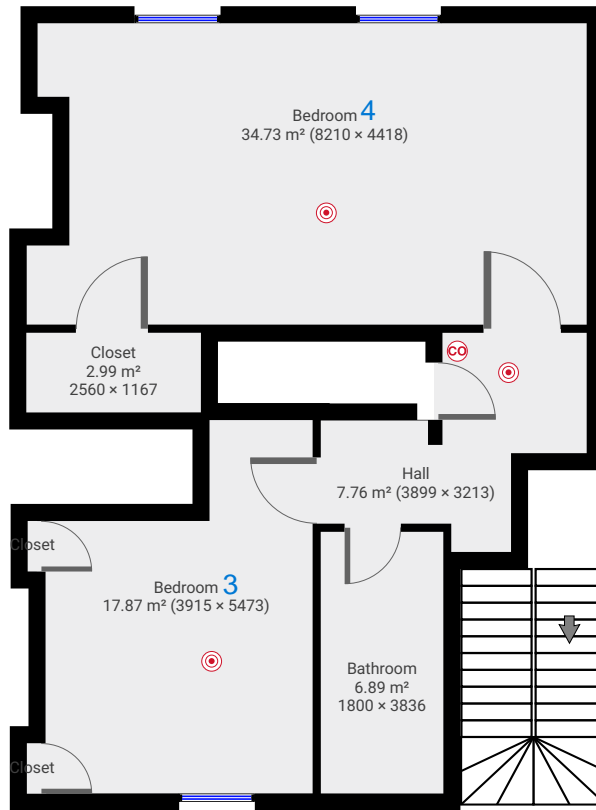 Bedroom 4
34.73 m² (8210 × 4418)
CO
Closet
2.99 m²
2560 × 1167
Hall
7.76 m² (3899 × 3213)
Closet
Bedroom 3
17.87 m² (3915 × 5473)
Bathroom
6.89 m²
1800 × 3836
Closet